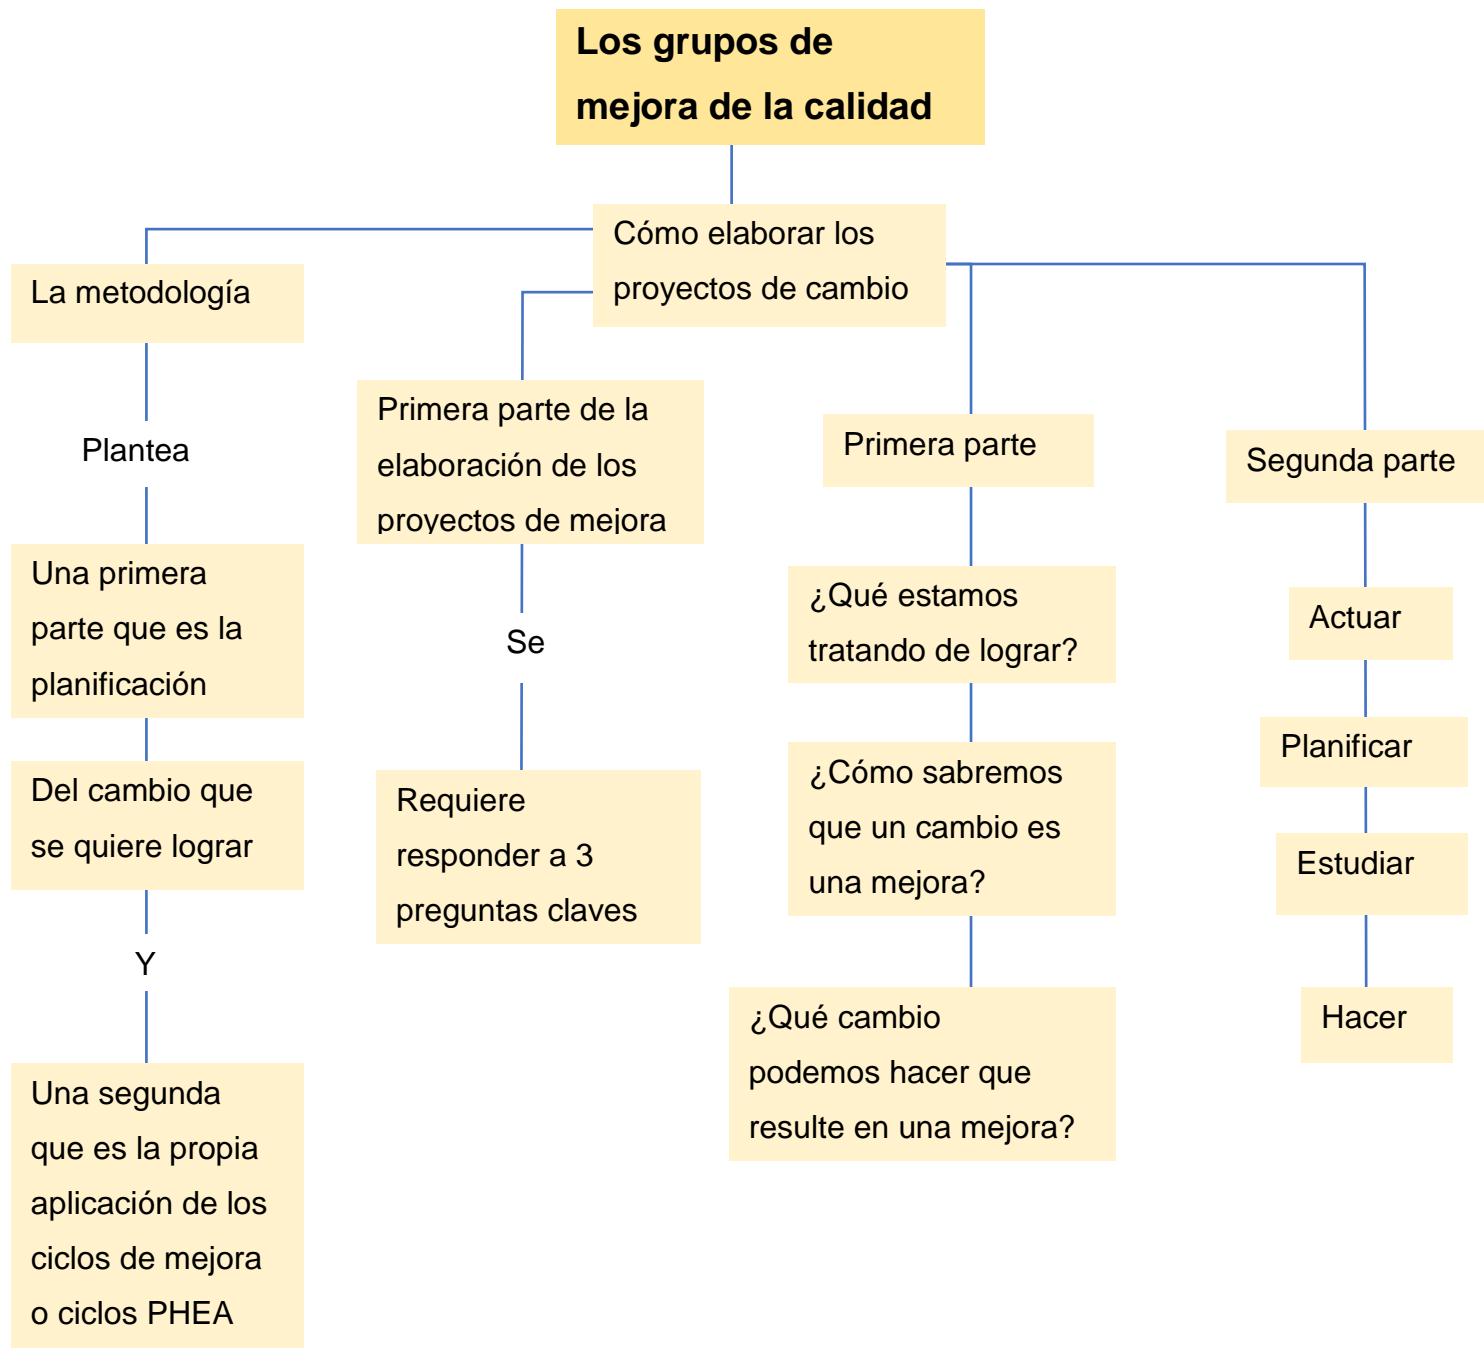 Los grupos de
mejora de la calidad
Cómo elaborar los
proyectos de cambio
La metodología
Plantea
Una primera
parte que es la
planificación
Del cambio que
se quiere lograr
Y
Una segunda
que es la propia
aplicación de los
ciclos de mejora
o ciclos PHEA
Primera parte de la
elaboración de los
proyectos de mejora
Se
Requiere
responder a 3
preguntas claves
Primera parte
¿Qué estamos
tratando de lograr?
¿Cómo sabremos
que un cambio es
una mejora?
¿Qué cambio
podemos hacer que
resulte en una mejora?
Segunda parte
Actuar
Planificar
Estudiar
Hacer